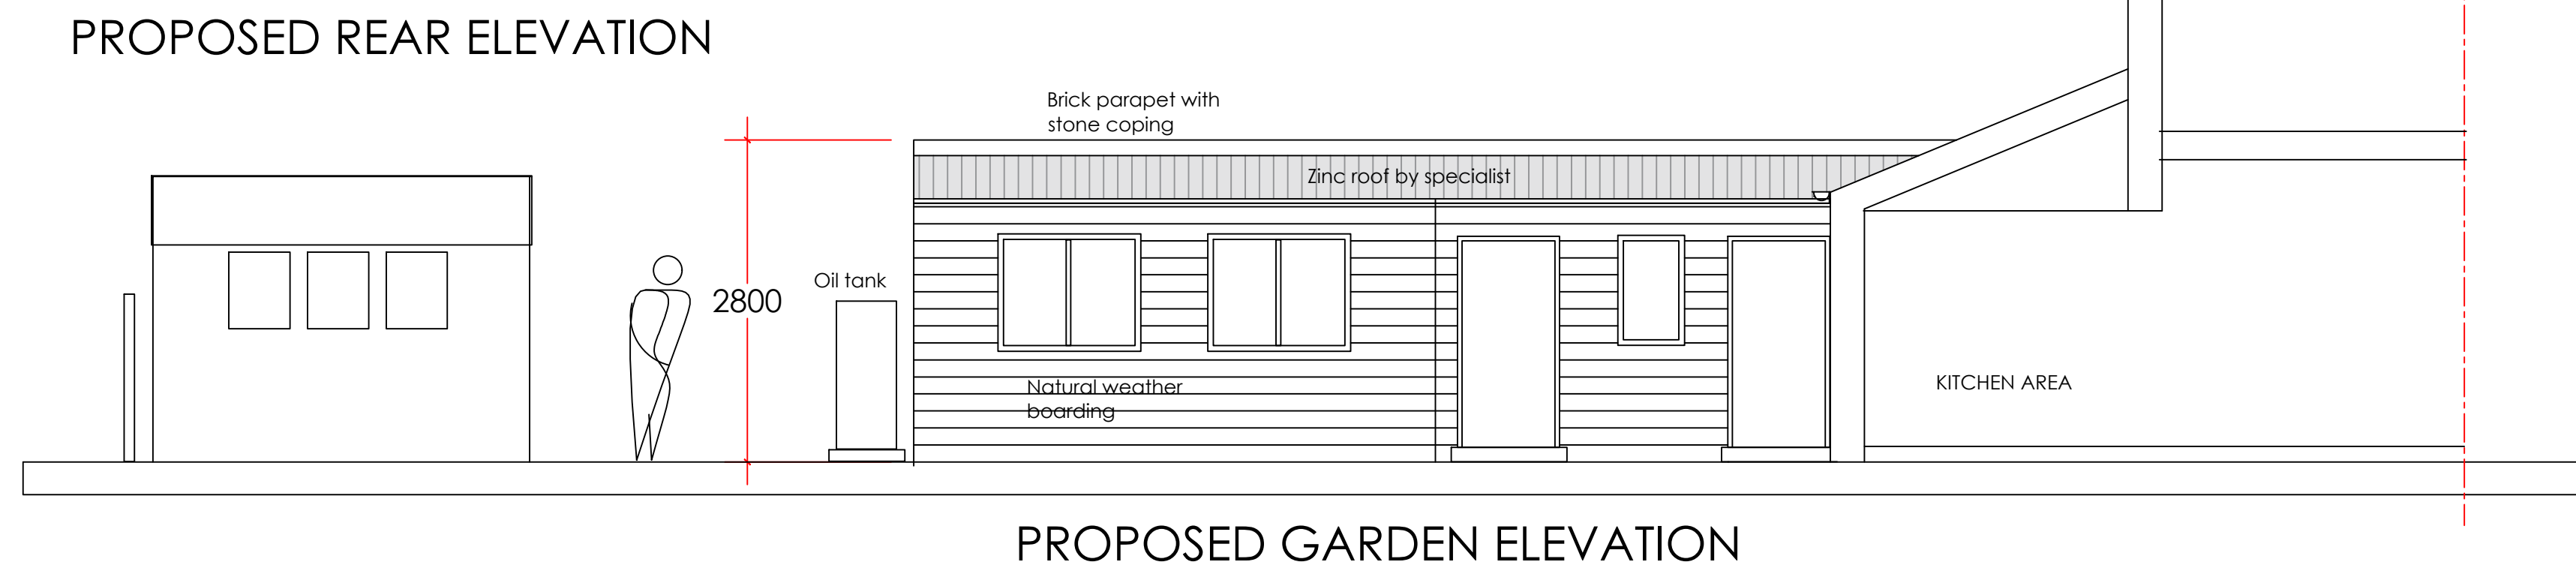 PROPOSED REAR ELEVATION
Brick parapet with
stone coping
Zinc roof by specialist
Oil tank
2800
Natural weather
boarding
KITCHEN AREA
PROPOSED GARDEN ELEVATION